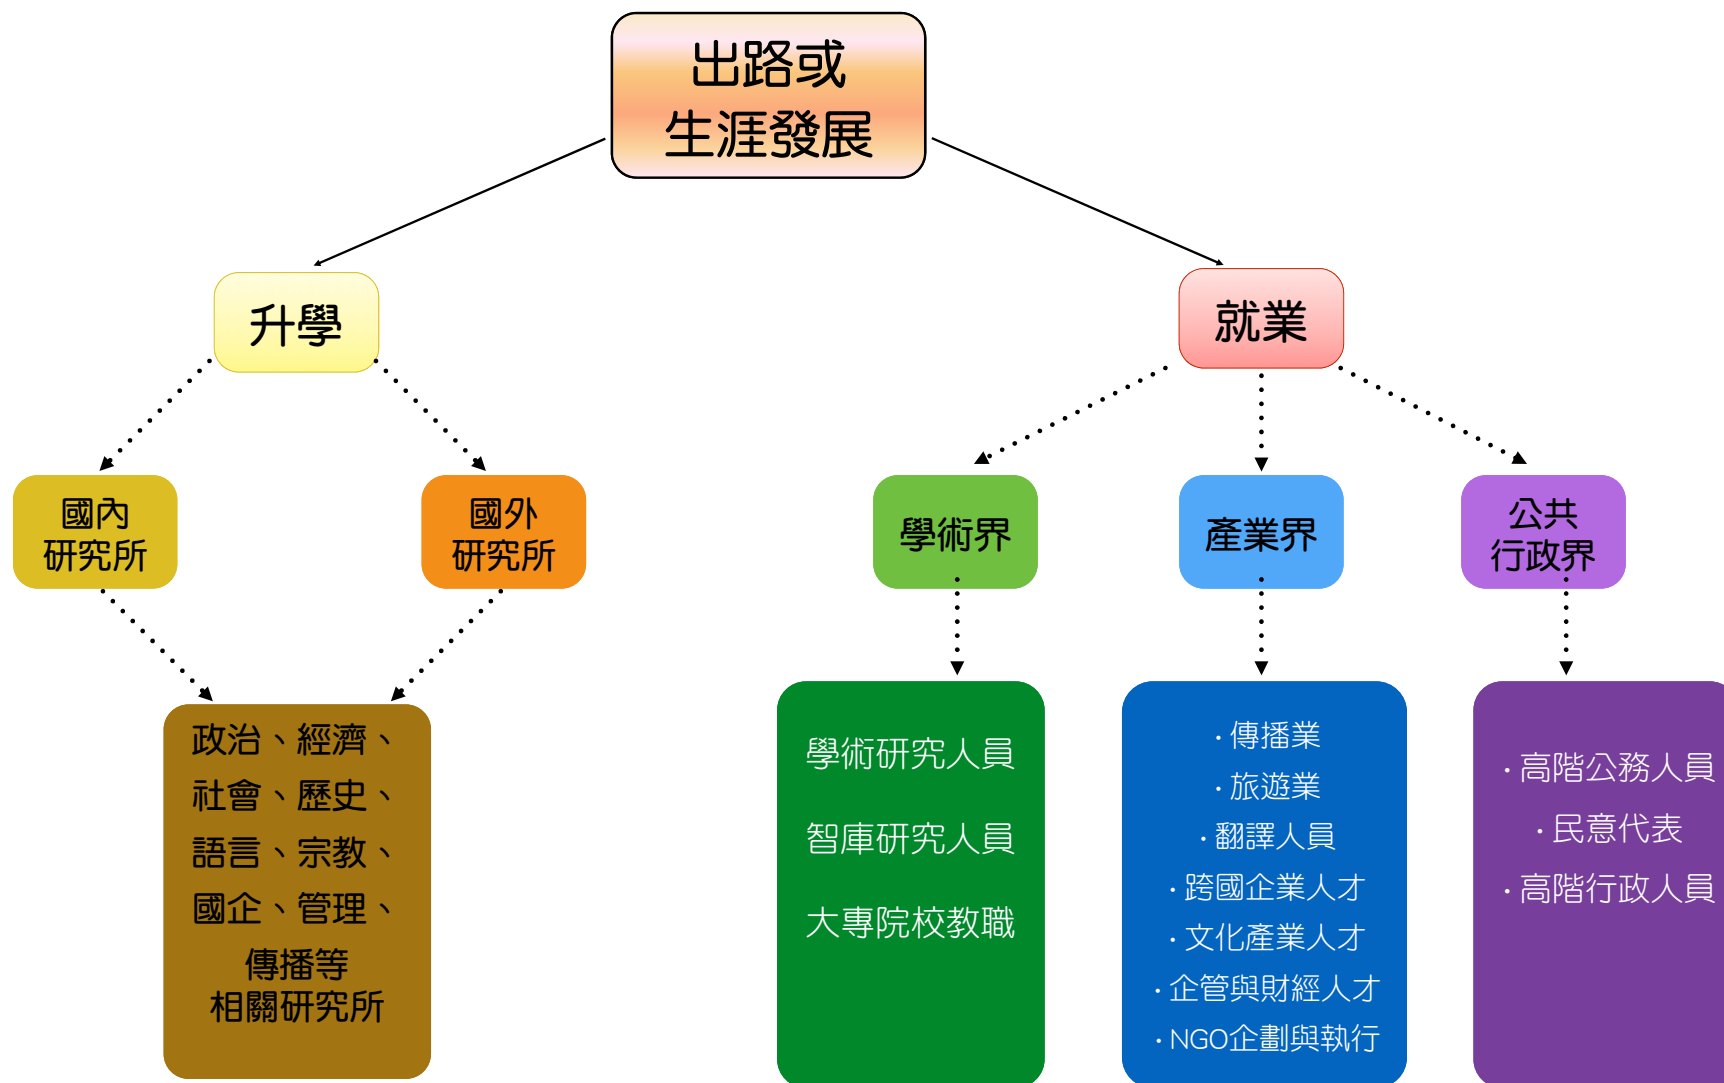 出路或
生涯發展
升學
就業
國內
研究所
國外
研究所
學術界
產業界
公共
行政界
政治、經濟、
社會、歷史、
語言、宗教、
國企、管理、
傳播等
相關研究所
學術研究人員
智庫研究人員
大專院校教職
·傳播業
·旅遊業
·翻譯人員
·跨國企業人才
·文化產業人才
·企管與財經人才
·NGO企劃與執行
·高階公務人員
·民意代表
·高階行政人員